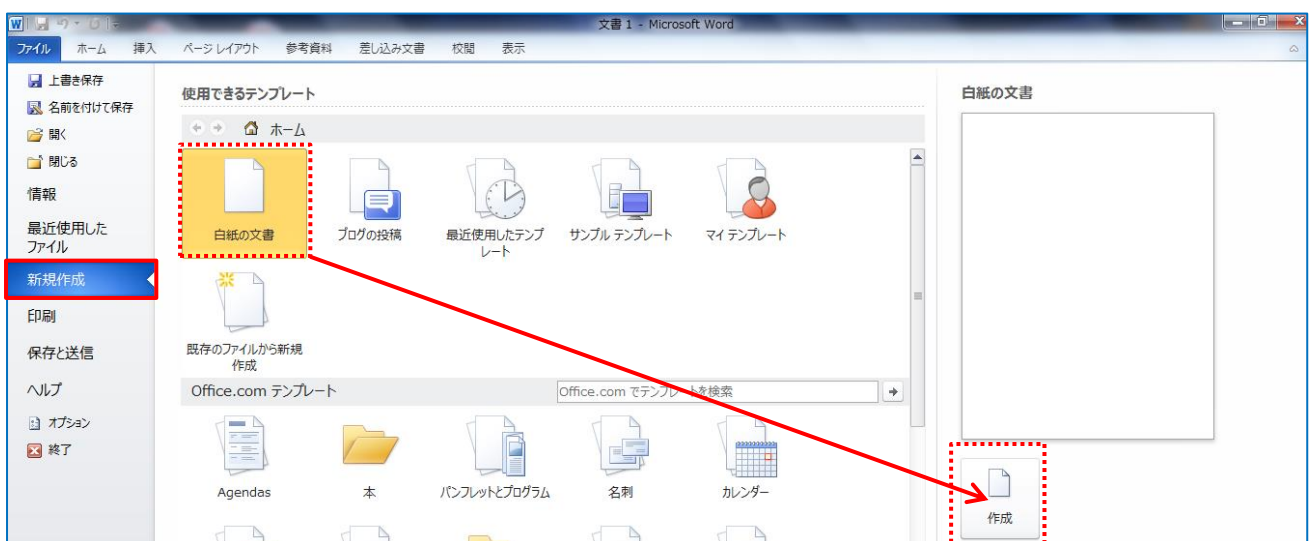 文書 1 - Microsoft Word
ファイル ホーム 挿入 ページ レイアウト 参考資料 差し込み文書 校閲 表示
上書き保存
名前を付けて保存
開く
閉じる
情報
最近使用した
ファイル
新規作成
印刷
保存と送信
ヘルプ
オプション
終了
使用できるテンプレート
ホーム
白紙の文書
ブログの投稿
最近使用したテンプ
レート
サンプル テンプレート
マイ テンプレート
既存のファイルから新規
作成
Office.com テンプレート
Office.com でテンプレートを検索
Agendas
本
パンフレットとプログラム
名刺
カレンダー
白紙の文書
作成